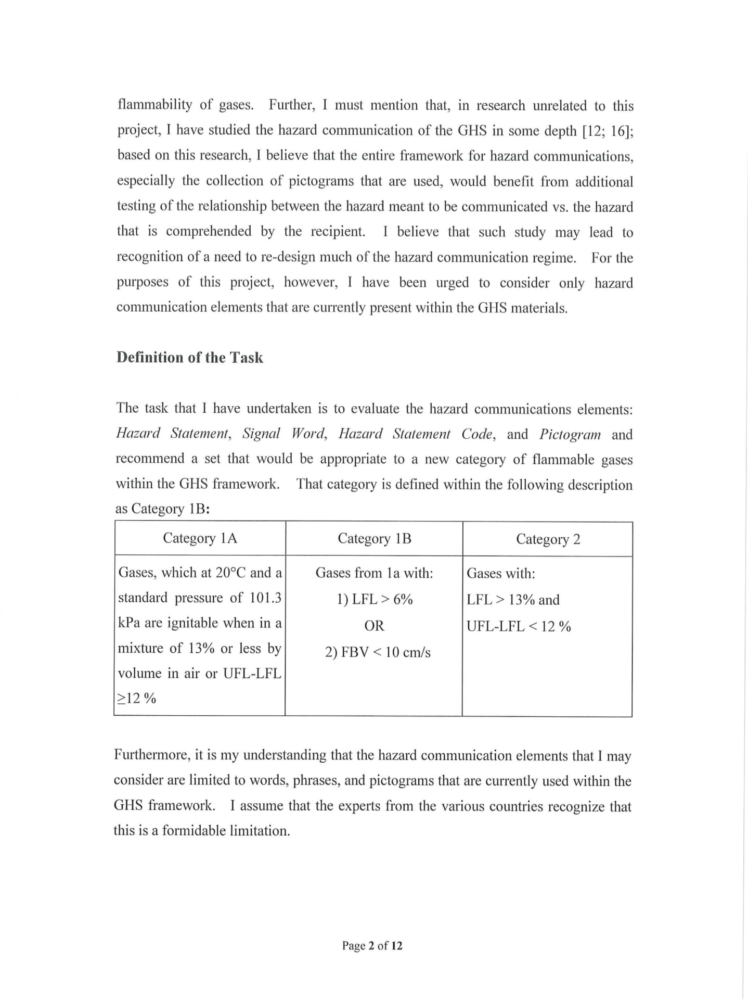 flammability of gases. Further, I must mention that, in research unrelated to this
project, I have studied the hazard communication of the GHS in some depth [12; 16];
based on this research, I believe that the entire framework for hazard communications,
especially the collection of pictograms that are used, would benefit from additional
testing of the relationship between the hazard meant to be communicated vs. the hazard
that is comprehended by the recipient. I believe that such study may lead to
recognition of a need to re-design much of the hazard communication regime. For the
purposes of this project, however, I have been urged to consider only hazard
communication elements that are currently present within the GHS materials.
Definition of the Task
The task that I have undertaken is to evaluate the hazard communications elements:
Hazard Statement, Signal Word, Hazard Statement Code, and Pictogram and
recommend a set that would be appropriate to a new category of flammable gases
within the GHS framework. That category is defined within the following description
as Category 1B:
Category 1A
Category 1B
Category 2
Gases, which at 20°C and a
standard pressure of 101.3
kPa are ignitable when in a
mixture of 13% or less by
volume in air or UFL-LFL
≥12 %
Gases from 1a with:
1) LFL > 6%
OR
2) FBV < 10 cm/s
Gases with:
LFL > 13% and
UFL-LFL < 12 %
Furthermore, it is my understanding that the hazard communication elements that I may
consider are limited to words, phrases, and pictograms that are currently used within the
GHS framework. I assume that the experts from the various countries recognize that
this is a formidable limitation.
Page 2 of 12